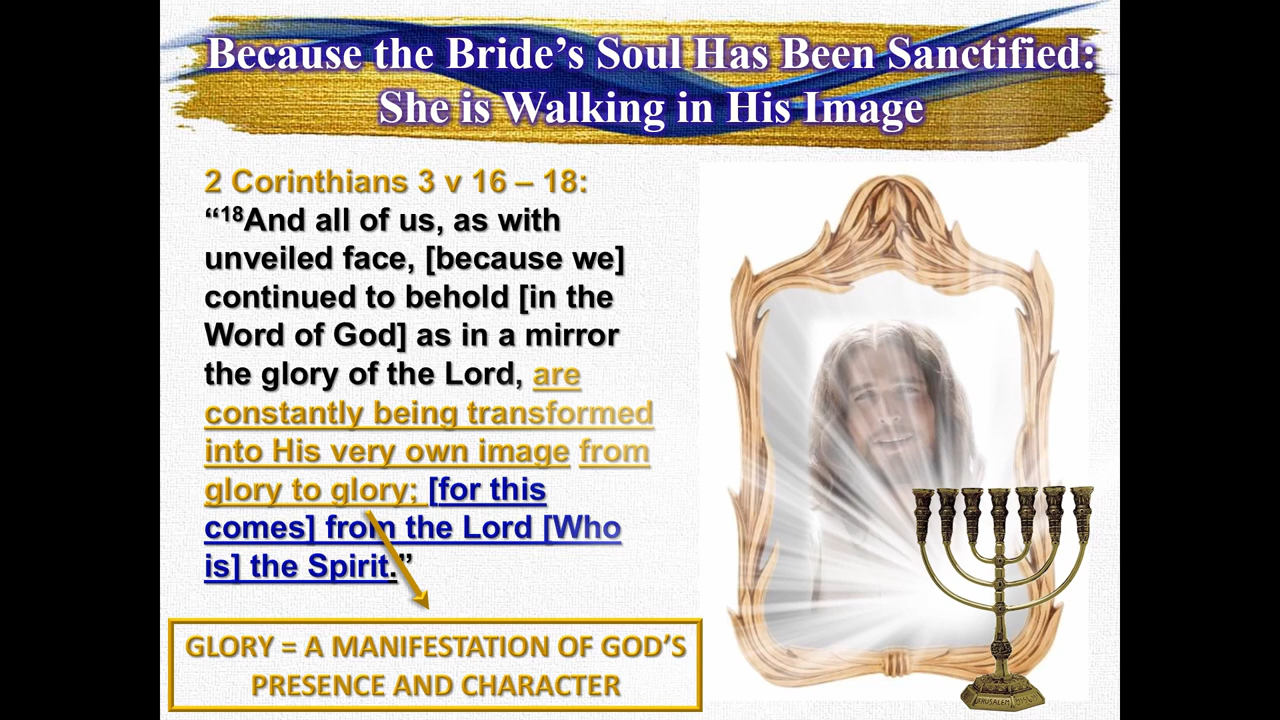 Because the Bride’s Soul Has Been Sanctified:
She is Walking in His Image
2 Corinthians 3 v 16 – 18:
“18And all of us, as with
unveiled face, [because we]
continued to behold [in the
Word of God] as in a mirror
the glory of the Lord, are
constantly being transformed
into His very own image from
glory to glory; [for this
comes] from the Lord [Who
is] the Spirit.”
GLORY = A MANIFESTATION OF GOD’S
PRESENCE AND CHARACTER
JERUSALEM